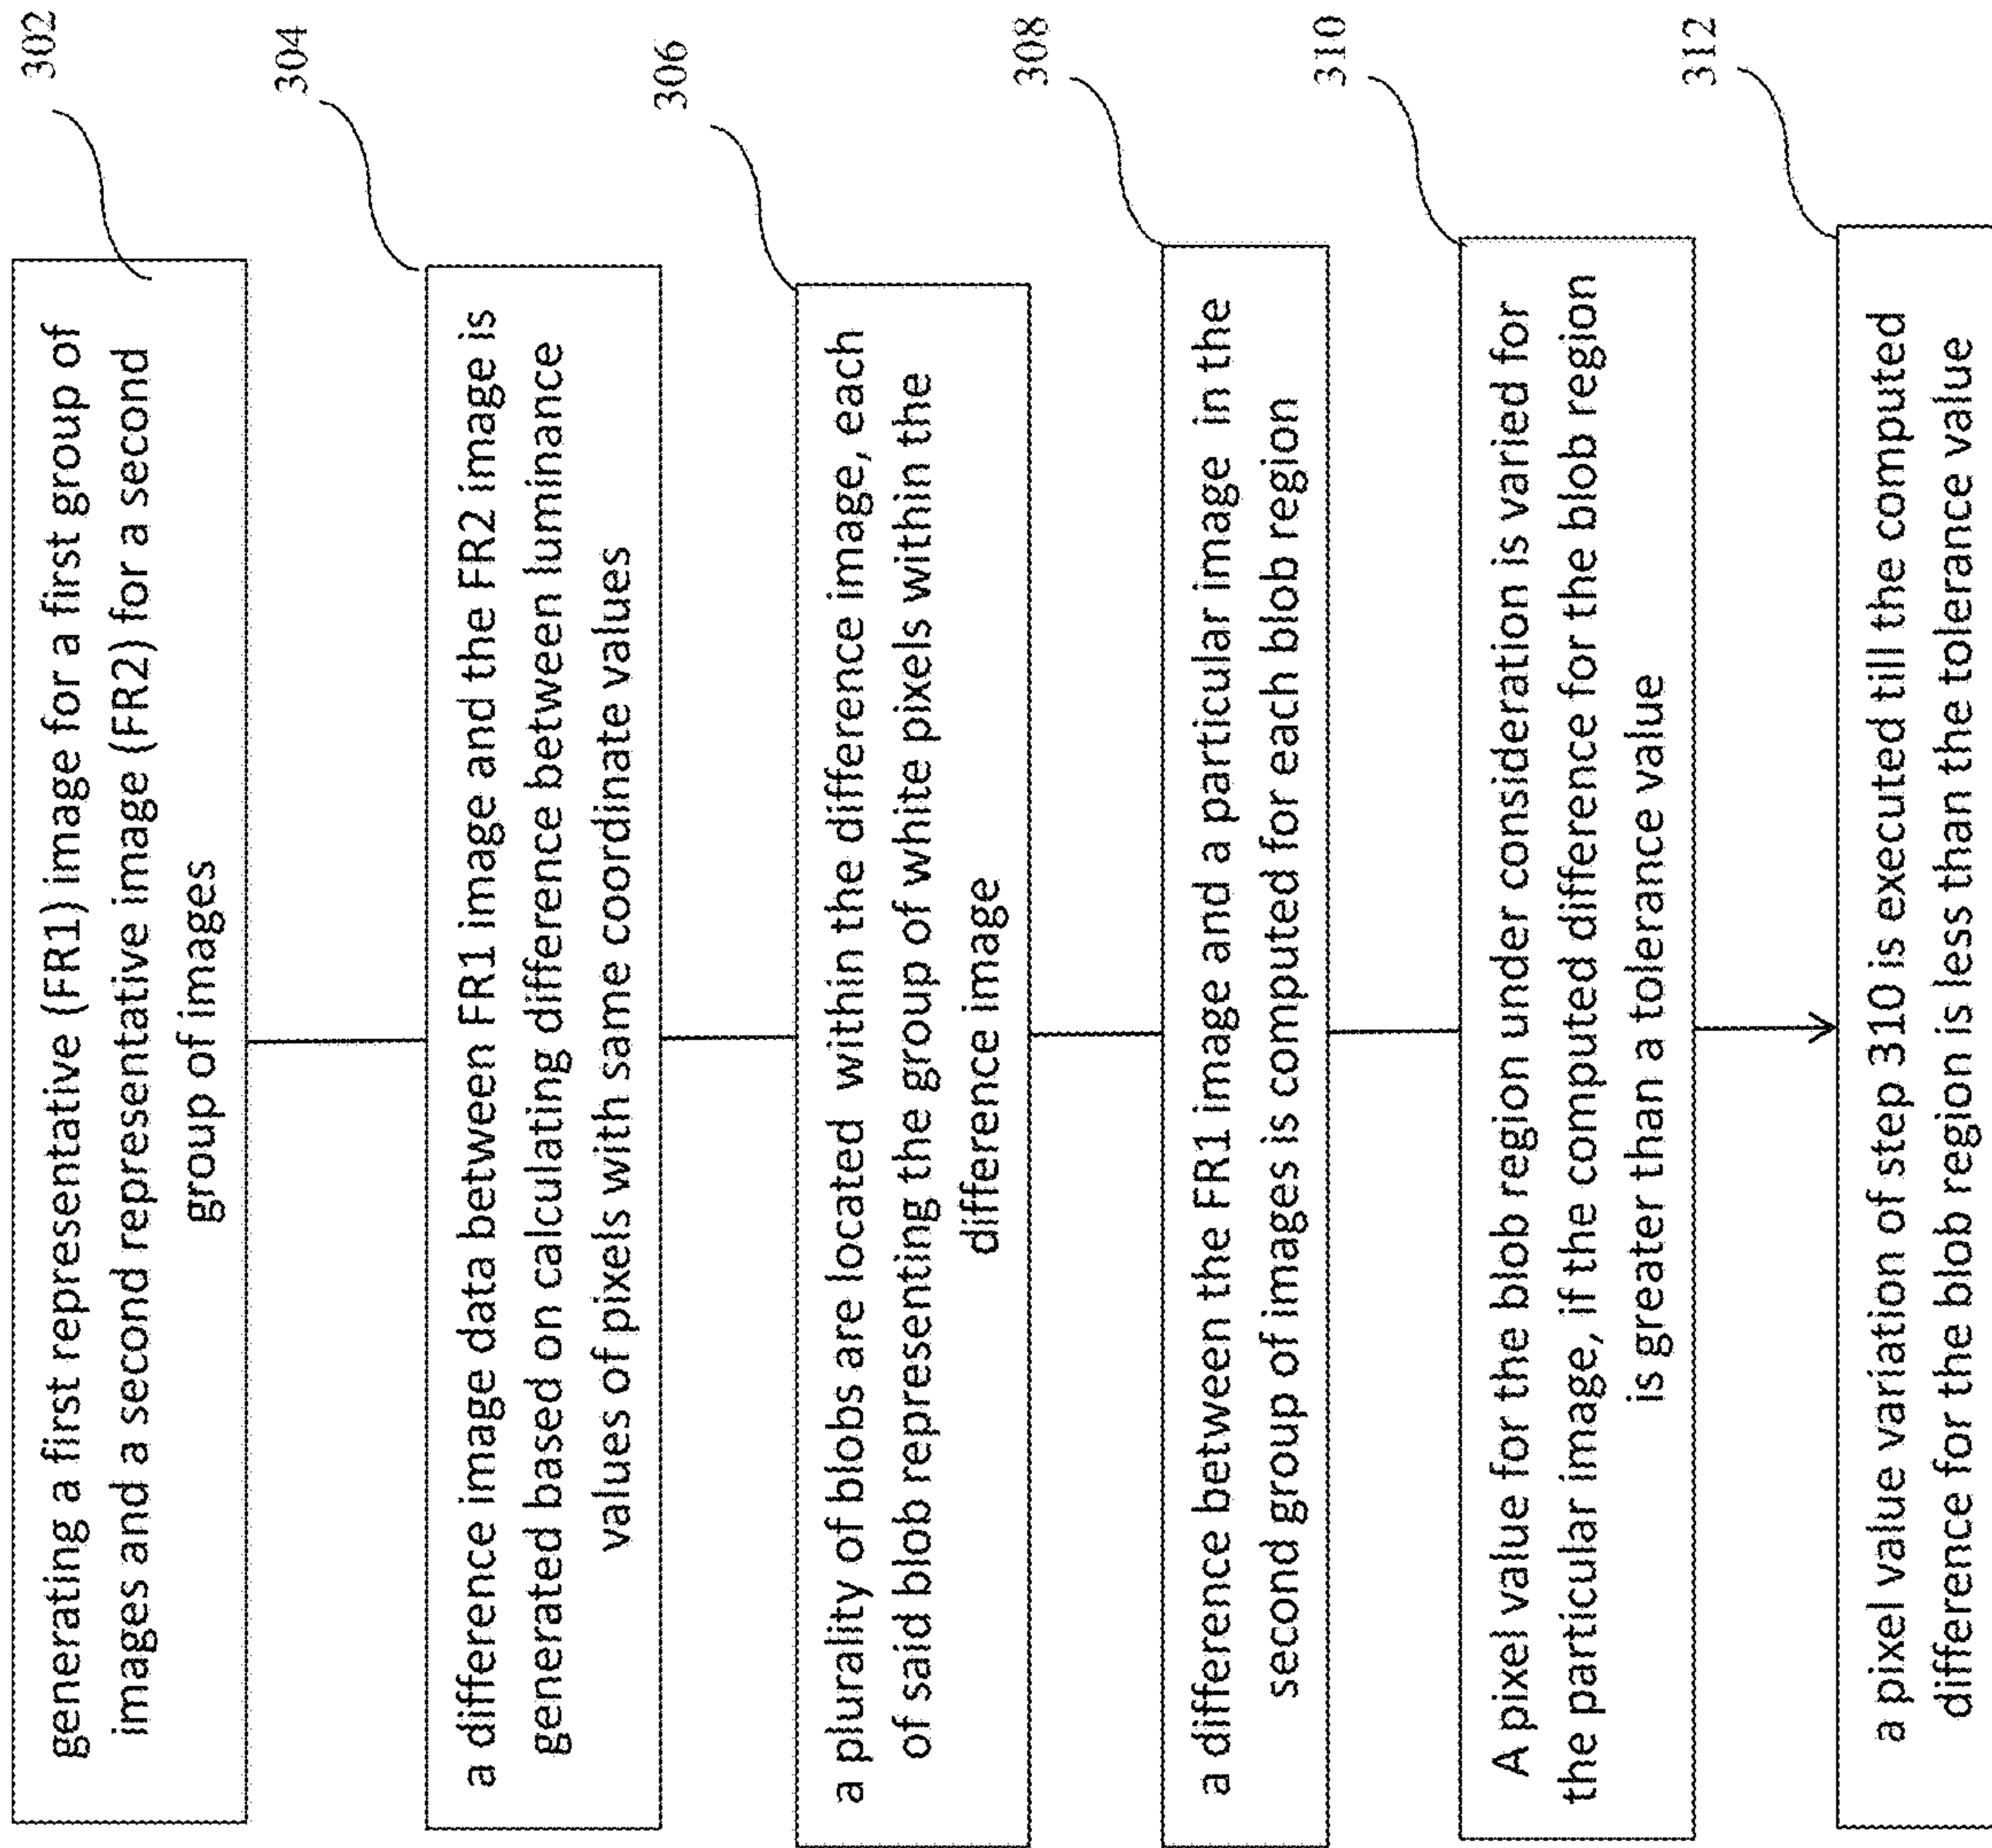 302
generating a first representative (FR1) image for a first group of
images and a second representative image (FR2) for a second
group of images
304
a difference image data between FR1 image and the FR2 image is
generated based on calculating difference between luminance
values of pixels with same coordinate values
306
a plurality of blobs are located within the difference image, each
of said blob representing the group of white pixels within the
difference image
308
a difference between the FR1 image and a particular image in the
second group of images is computed for each blob region
310
A pixel value for the blob region under consideration is varied for
the particular image, if the computed difference for the blob region
is greater than a tolerance value
312
a pixel value variation of step 310 is executed till the computed
difference for the blob region is less than the tolerance value